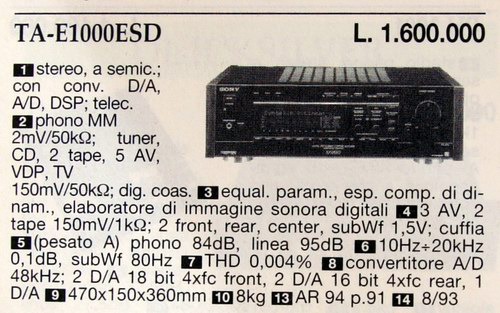 TA-E1000ESD L. 1.600.000
1 stereo, a semic.;
con conv. D/A,
A/D, DSP; telec.
2 phono MM
2mV/50kΩ; tuner,
CD, 2 tape, 5 AV,
VDP, TV
150mV/50kΩ; dig. coas. 3 equal. param., esp. comp. di di-
nam., elaboratore di immagine sonora digitali 4 3 AV, 2
tape 150mV/1kΩ; 2 front, rear, center, subWf 1,5V; cuffia
5 (pesato A) phono 84dB, linea 95dB 6 10Hz÷20kHz
0,1dB, subWf 80Hz 7 THD 0,004% 8 convertitore A/D
48kHz; 2 D/A 18 bit 4xfc front, 2 D/A 16 bit 4xfc rear, 1
D/A 9 470x150x360mm 10 8kg 13 AR 94 p.91 14 8/93
SONY